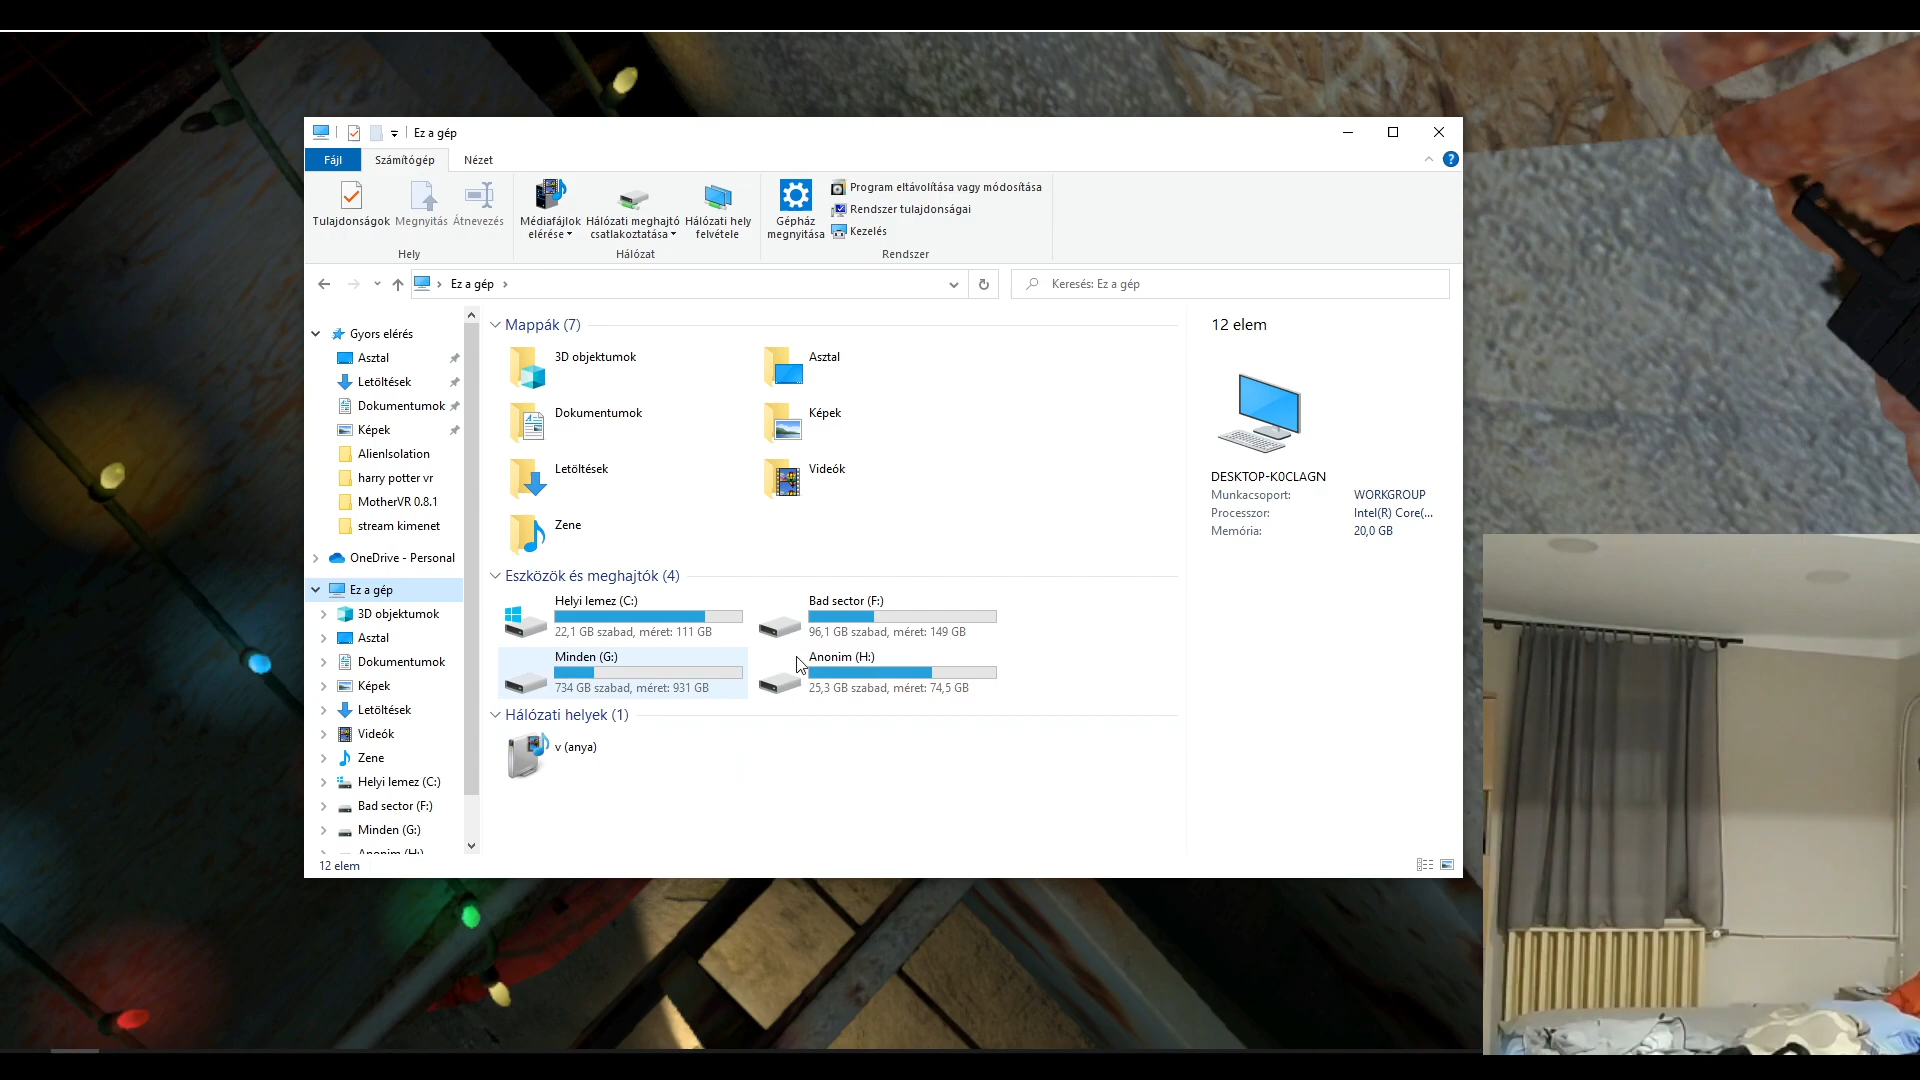 Ez a gép
Fájl
Számítógép
Nézet
Tulajdonságok
Megnyitás
Átnevezés
Médiafájlok elérése
Hálózati meghajtó csatlakoztatása
Hálózati hely felvétele
Gépház megnyitása
Program eltávolítása vagy módosítása
Rendszer tulajdonságai
Kezelés
Hely
Hálózat
Rendszer
Ez a gép
Keresés: Ez a gép
Gyors elérés
Asztal
Letöltések
Dokumentumok
Képek
AlienIsolation
harry potter vr
MotherVR 0.8.1
stream kimenet
OneDrive - Personal
Ez a gép
3D objektumok
Asztal
Dokumentumok
Képek
Letöltések
Videók
Zene
Helyi lemez (C:)
Bad sector (F:)
Minden (G:)
Anonim (H:)
12 elem
Mappák (7)
3D objektumok
Asztal
Dokumentumok
Képek
Letöltések
Videók
Zene
Eszközök és meghajtók (4)
Helyi lemez (C:)
22,1 GB szabad, méret: 111 GB
Bad sector (F:)
96,1 GB szabad, méret: 149 GB
Minden (G:)
734 GB szabad, méret: 931 GB
Anonim (H:)
25,3 GB szabad, méret: 74,5 GB
Hálózati helyek (1)
v (anya)
12 elem
DESKTOP-K0CLAGN
Munkacsoport: WORKGROUP
Processzor: Intel(R) Core(...
Memória: 20,0 GB